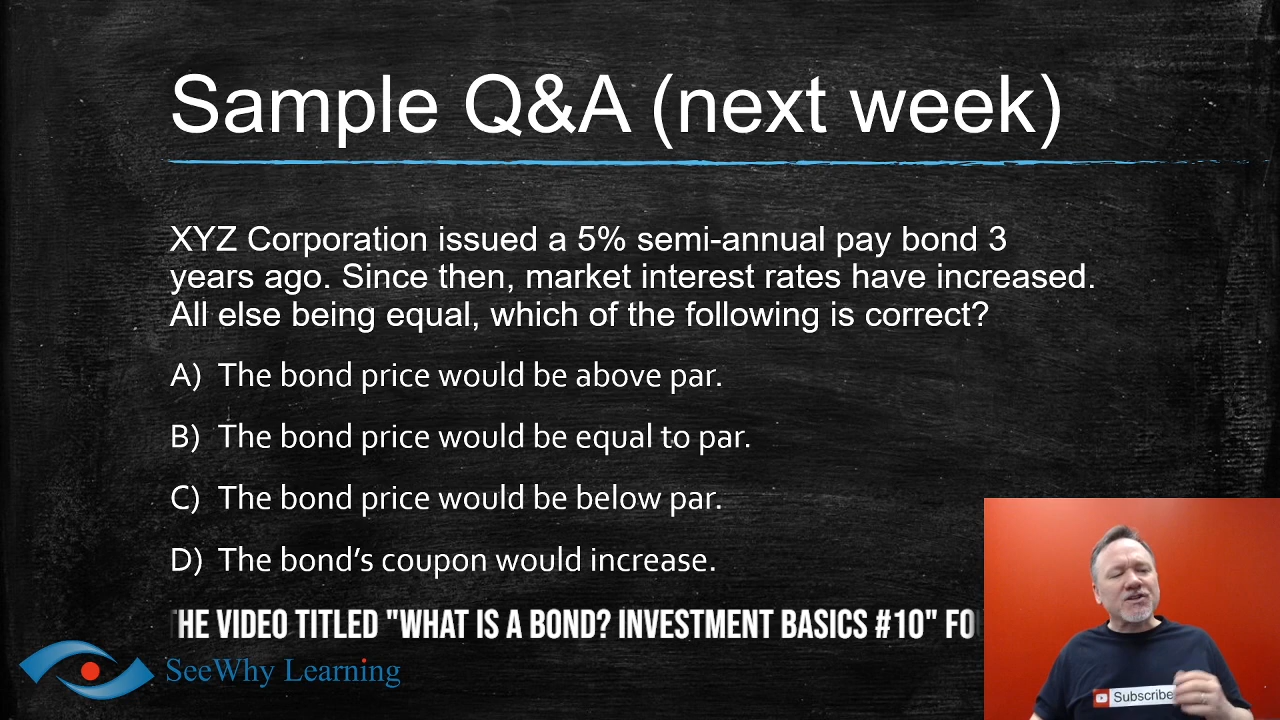 Sample Q&A (next week)
XYZ Corporation issued a 5% semi-annual pay bond 3
years ago. Since then, market interest rates have increased.
All else being equal, which of the following is correct?
A) The bond price would be above par.
B) The bond price would be equal to par.
C) The bond price would be below par.
D) The bond’s coupon would increase.
HE VIDEO TITLED "WHAT IS A BOND? INVESTMENT BASICS #10" FO
SeeWhy Learning
Subscribe